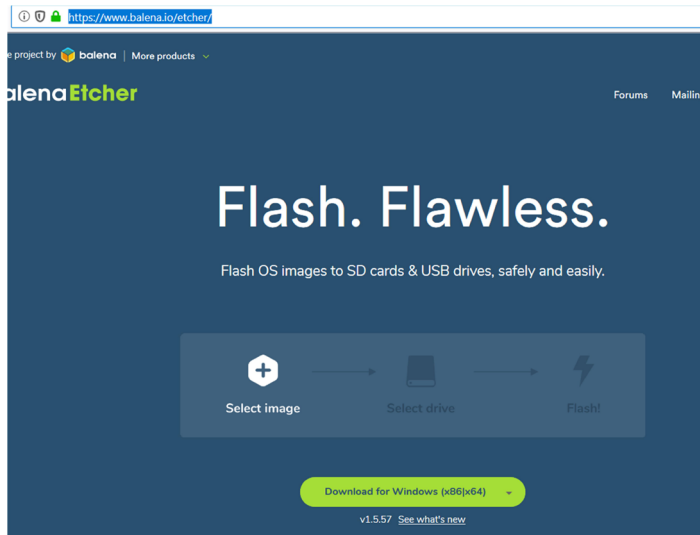 https://www.balena.io/etcher/
e project by balena | More products
alenaEtcher
Forums Mailin
Flash. Flawless.
Flash OS images to SD cards & USB drives, safely and easily.
Select image Select drive Flash!
Download for Windows (x86|x64)
v1.5.57 See what's new